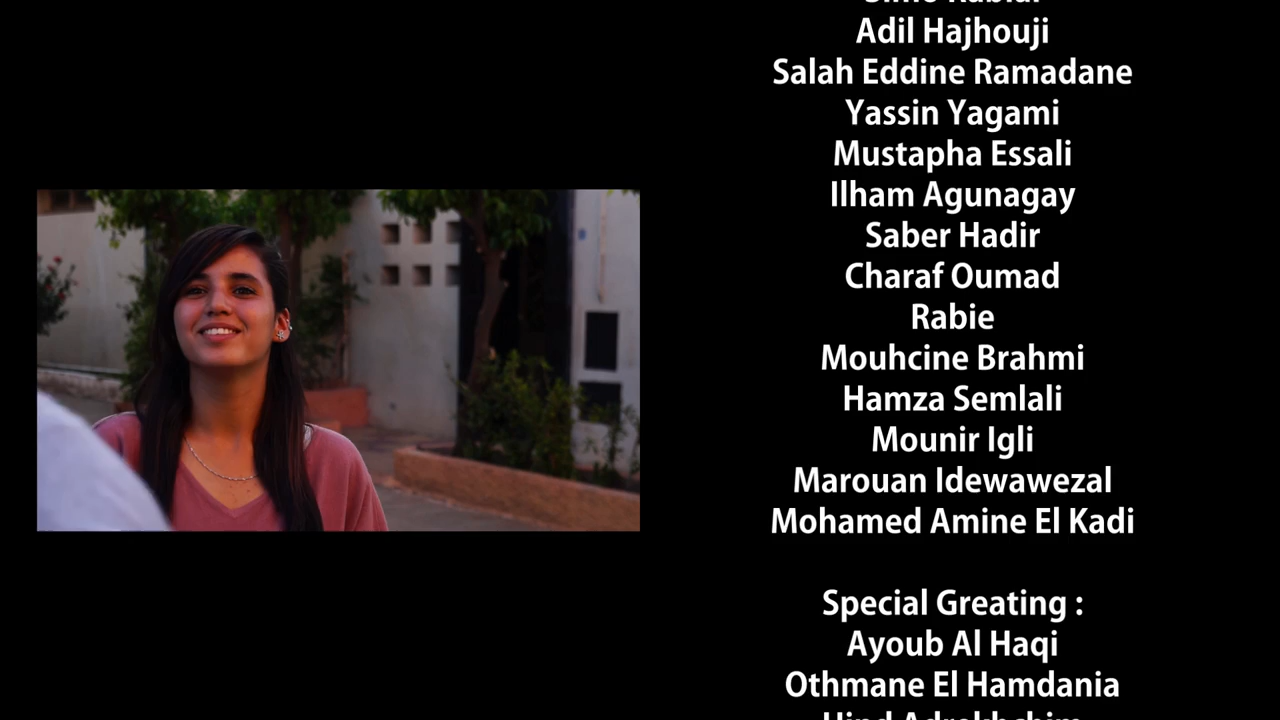 Adil Hajhouji
Salah Eddine Ramadane
Yassin Yagami
Mustapha Essali
Ilham Agunagay
Saber Hadir
Charaf Oumad
Rabie
Mouhcine Brahmi
Hamza Semlali
Mounir Igli
Marouan Idewawezal
Mohamed Amine El Kadi
Special Greating :
Ayoub Al Haqi
Othmane El Hamdania